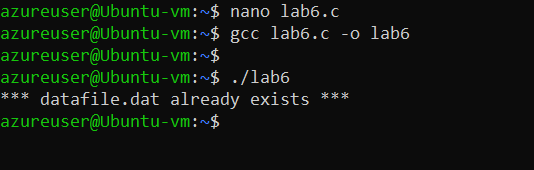 azureuser@Ubuntu-vm:~$ nano lab6.c
azureuser@Ubuntu-vm:~$ gcc lab6.c -o lab6
azureuser@Ubuntu-vm:~$
azureuser@Ubuntu-vm:~$ ./lab6
*** datafile.dat already exists ***
azureuser@Ubuntu-vm:~$